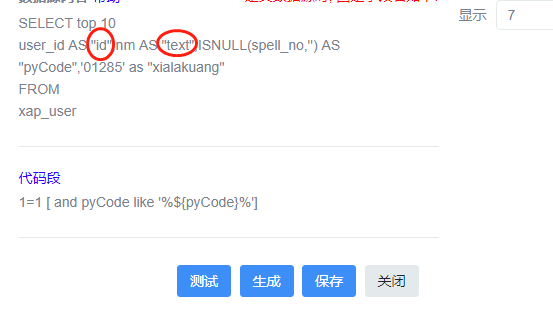 显示 7
SELECT top 10
user_id AS "id" nm AS "text" ISNULL(spell_no,'') AS
"pyCode",'01285' as "xialakuang"
FROM
xap_user
代码段
1=1 [ and pyCode like '%${pyCode}%']
测试 生成 保存 关闭